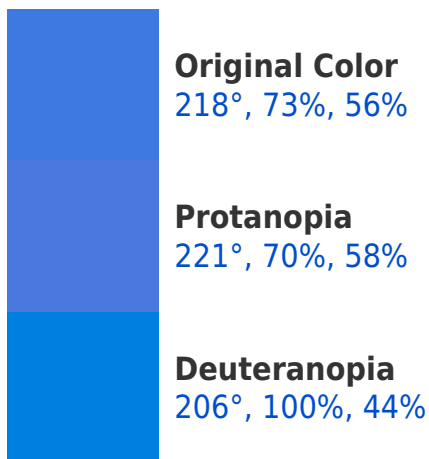 Original Color
218°, 73%, 56%
Protanopia
221°, 70%, 58%
Deuteranopia
206°, 100%, 44%